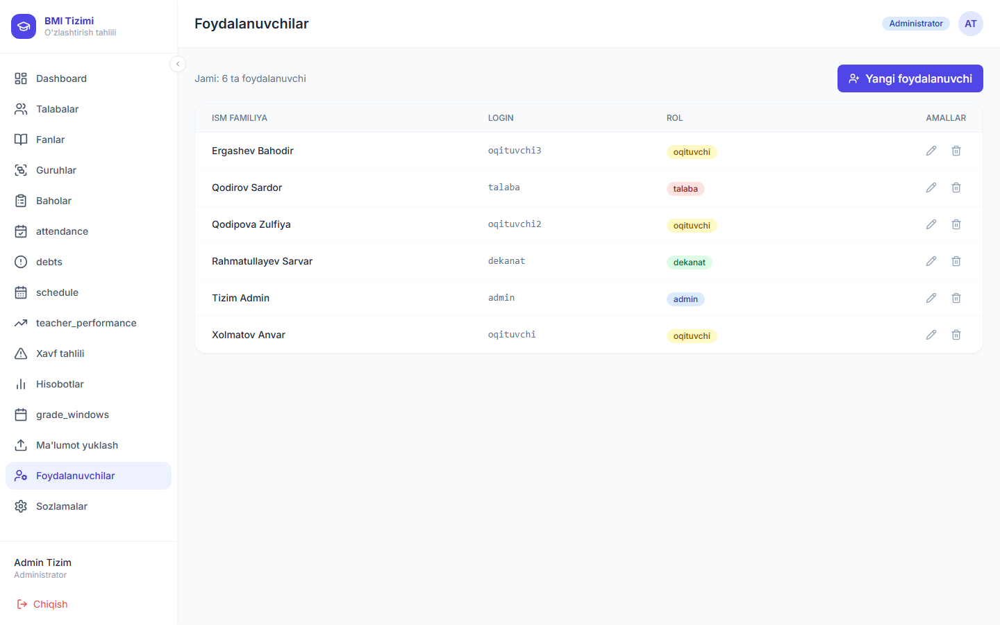 BMI Tizimi
O'zlashtirish tahlili
Dashboard
Talabalar
Fanlar
Guruhlar
Baholar
attendance
debts
schedule
teacher_performance
Xavf tahlili
Hisobotlar
grade_windows
Ma'lumot yuklash
Foydalanuvchilar
Sozlamalar
Admin Tizim
Administrator
Chiqish
Foydalanuvchilar
Administrator
AT
Jami: 6 ta foydalanuvchi
Yangi foydalanuvchi
ISM FAMILIYA LOGIN ROL AMALLAR
Ergashev Bahodir oqituvchi3 oqituvchi
Qodirov Sardor talaba talaba
Qodipova Zulfiya oqituvchi2 oqituvchi
Rahmatullayev Sarvar dekanat dekanat
Tizim Admin admin admin
Xolmatov Anvar oqituvchi oqituvchi